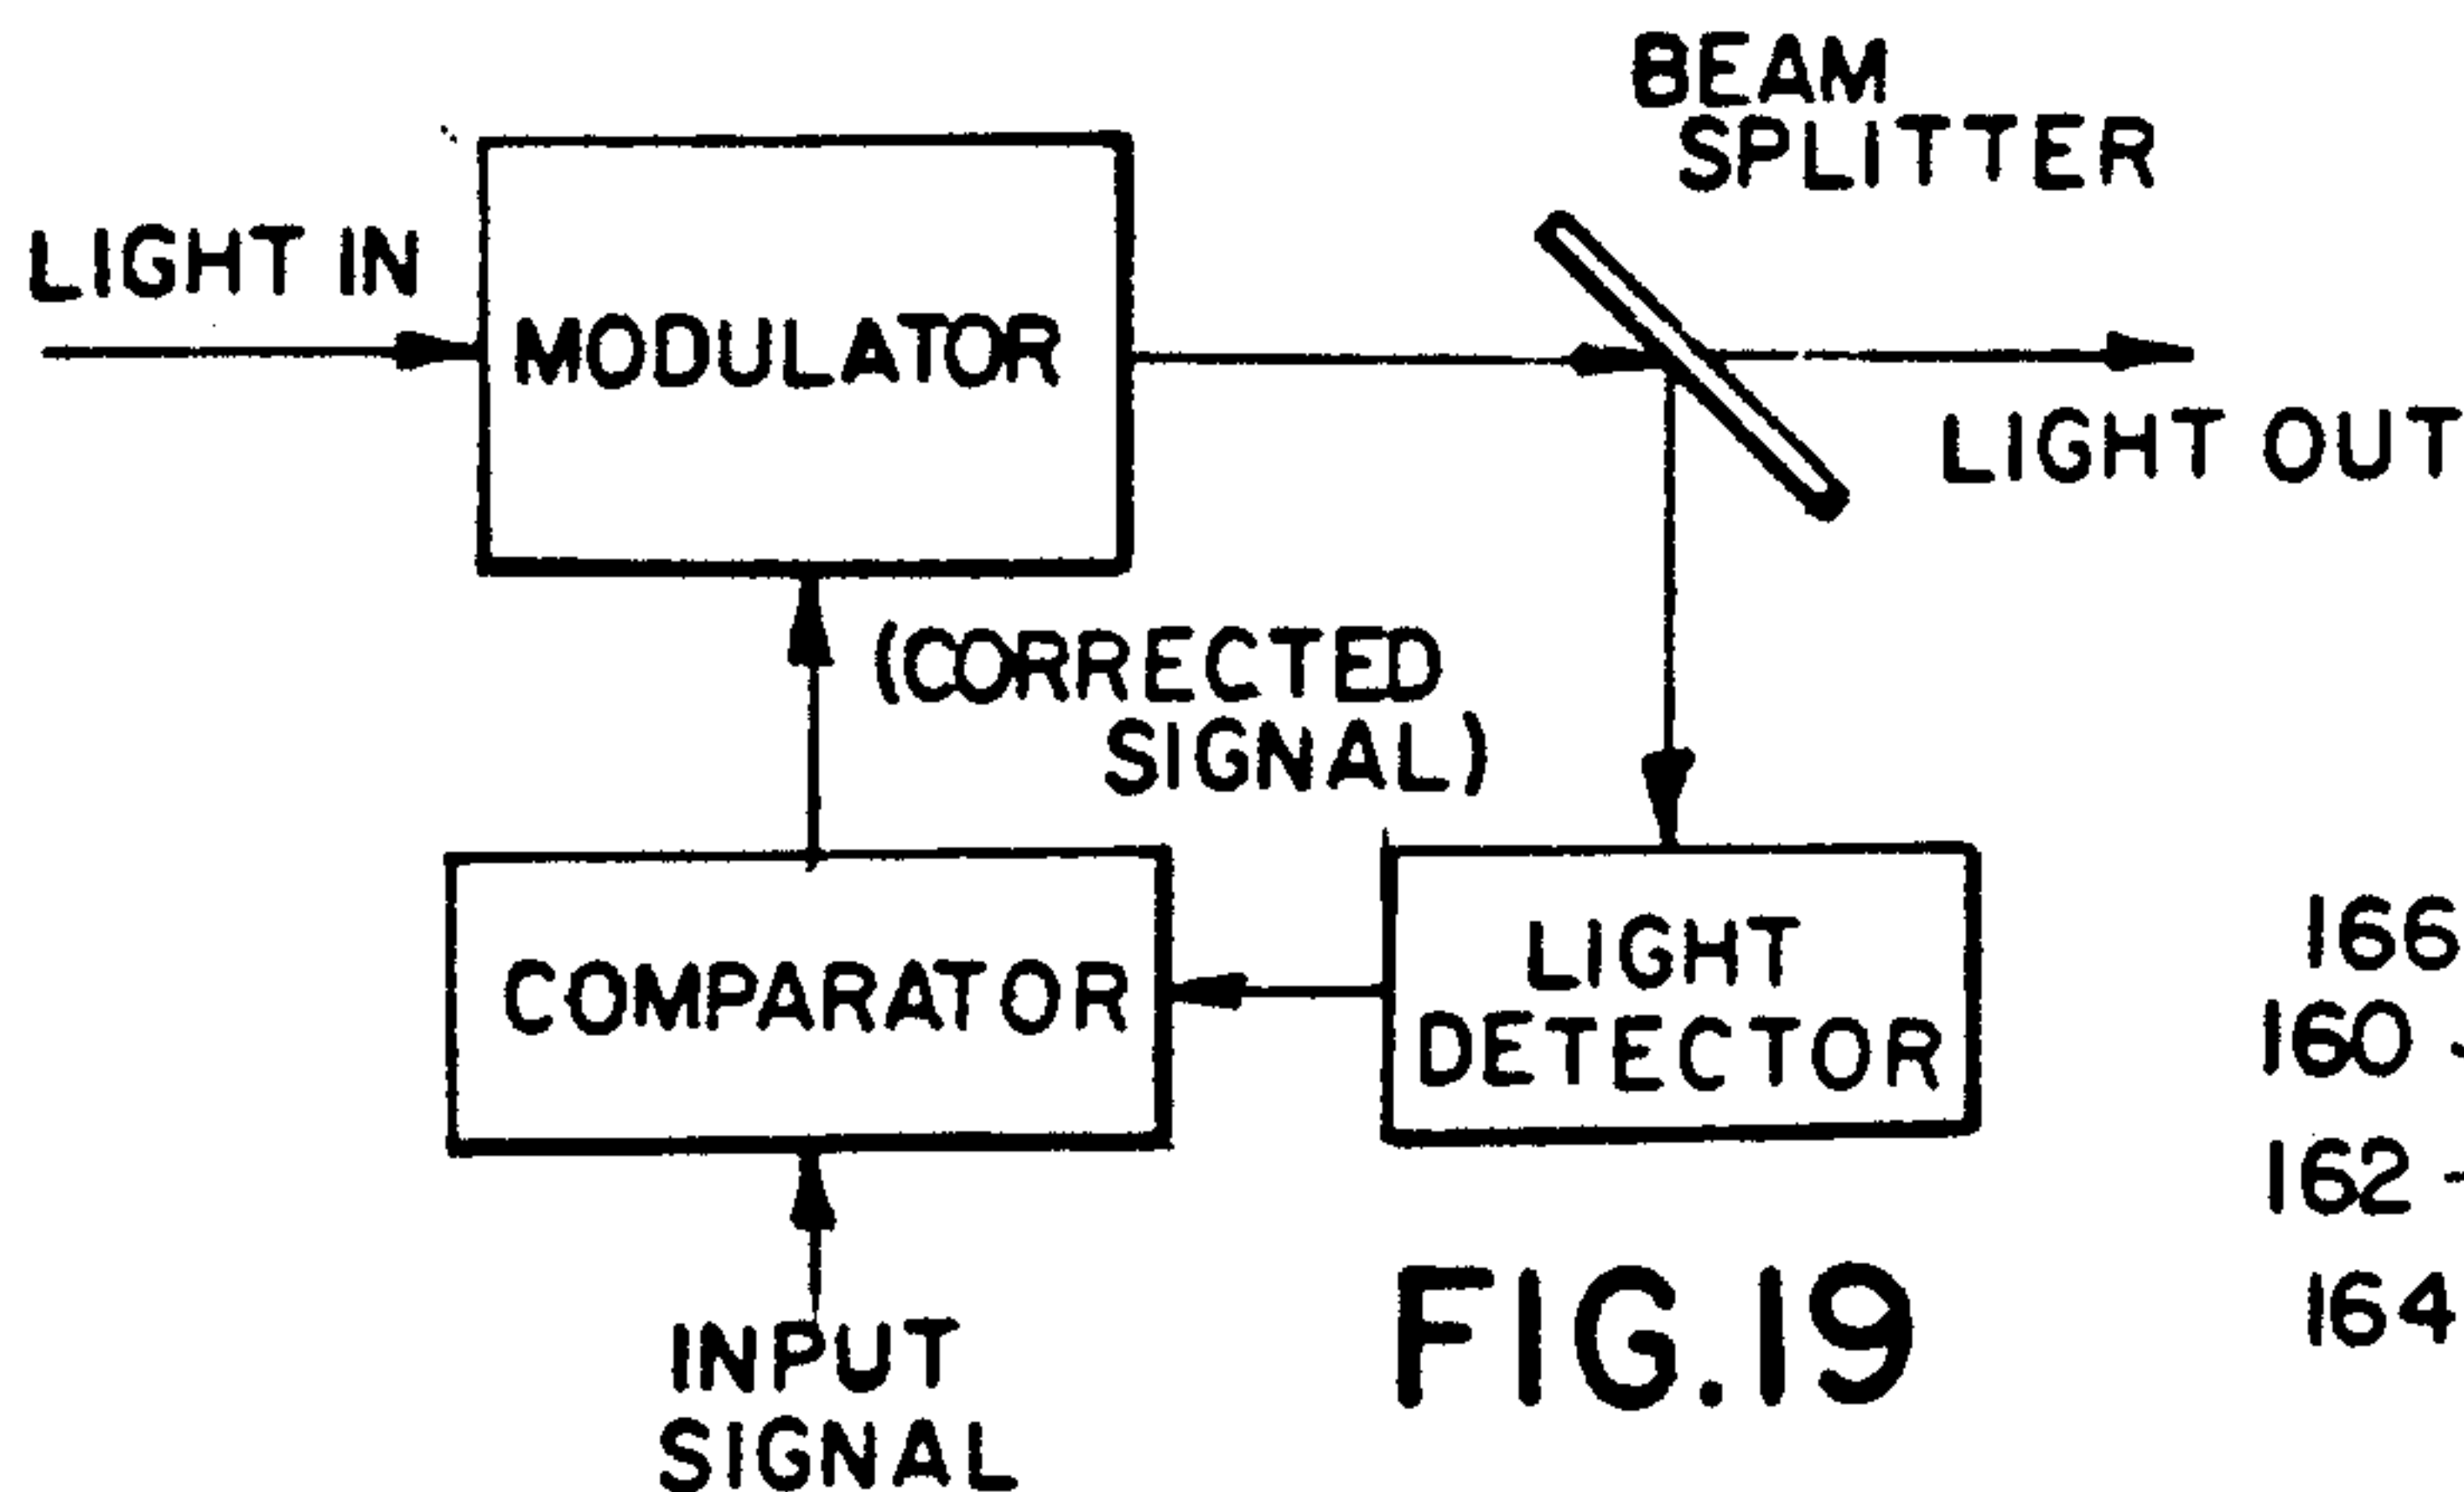 BEAM
SPLITTER
LIGHT IN
MODULATOR
LIGHT OUT
(CORRECTED
SIGNAL)
COMPARATOR
LIGHT
DETECTOR
INPUT
SIGNAL
FIG.19
166
160
162
164